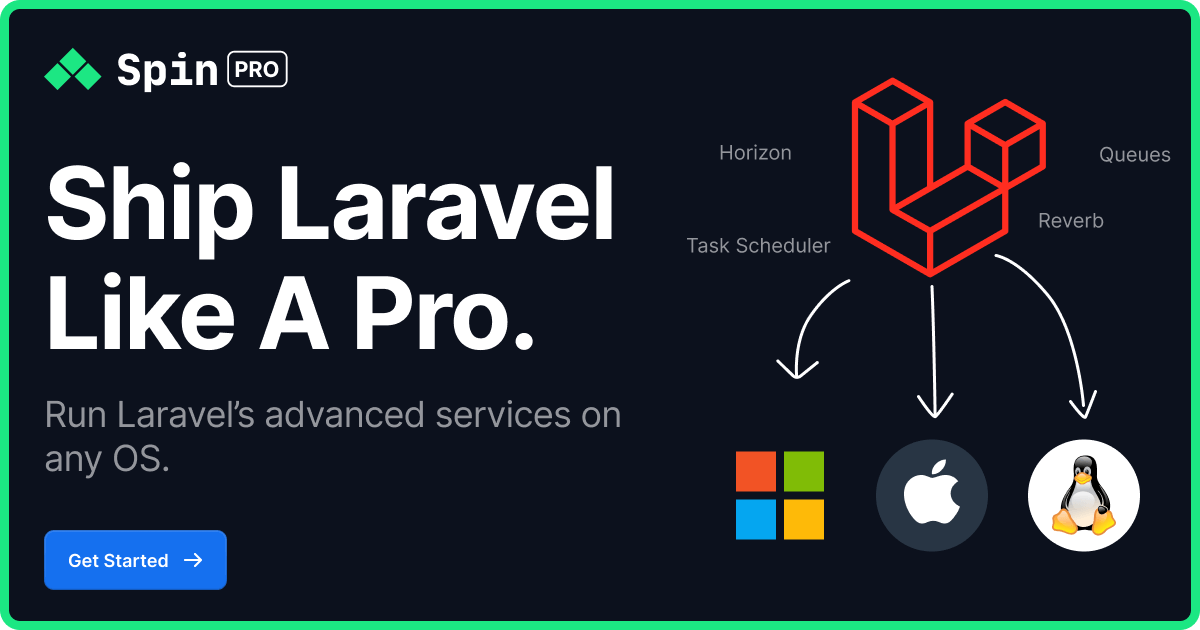 Spin PRO
Ship Laravel
Like A Pro.
Run Laravel’s advanced services on
any OS.
Get Started
Horizon
Queues
Reverb
Task Scheduler